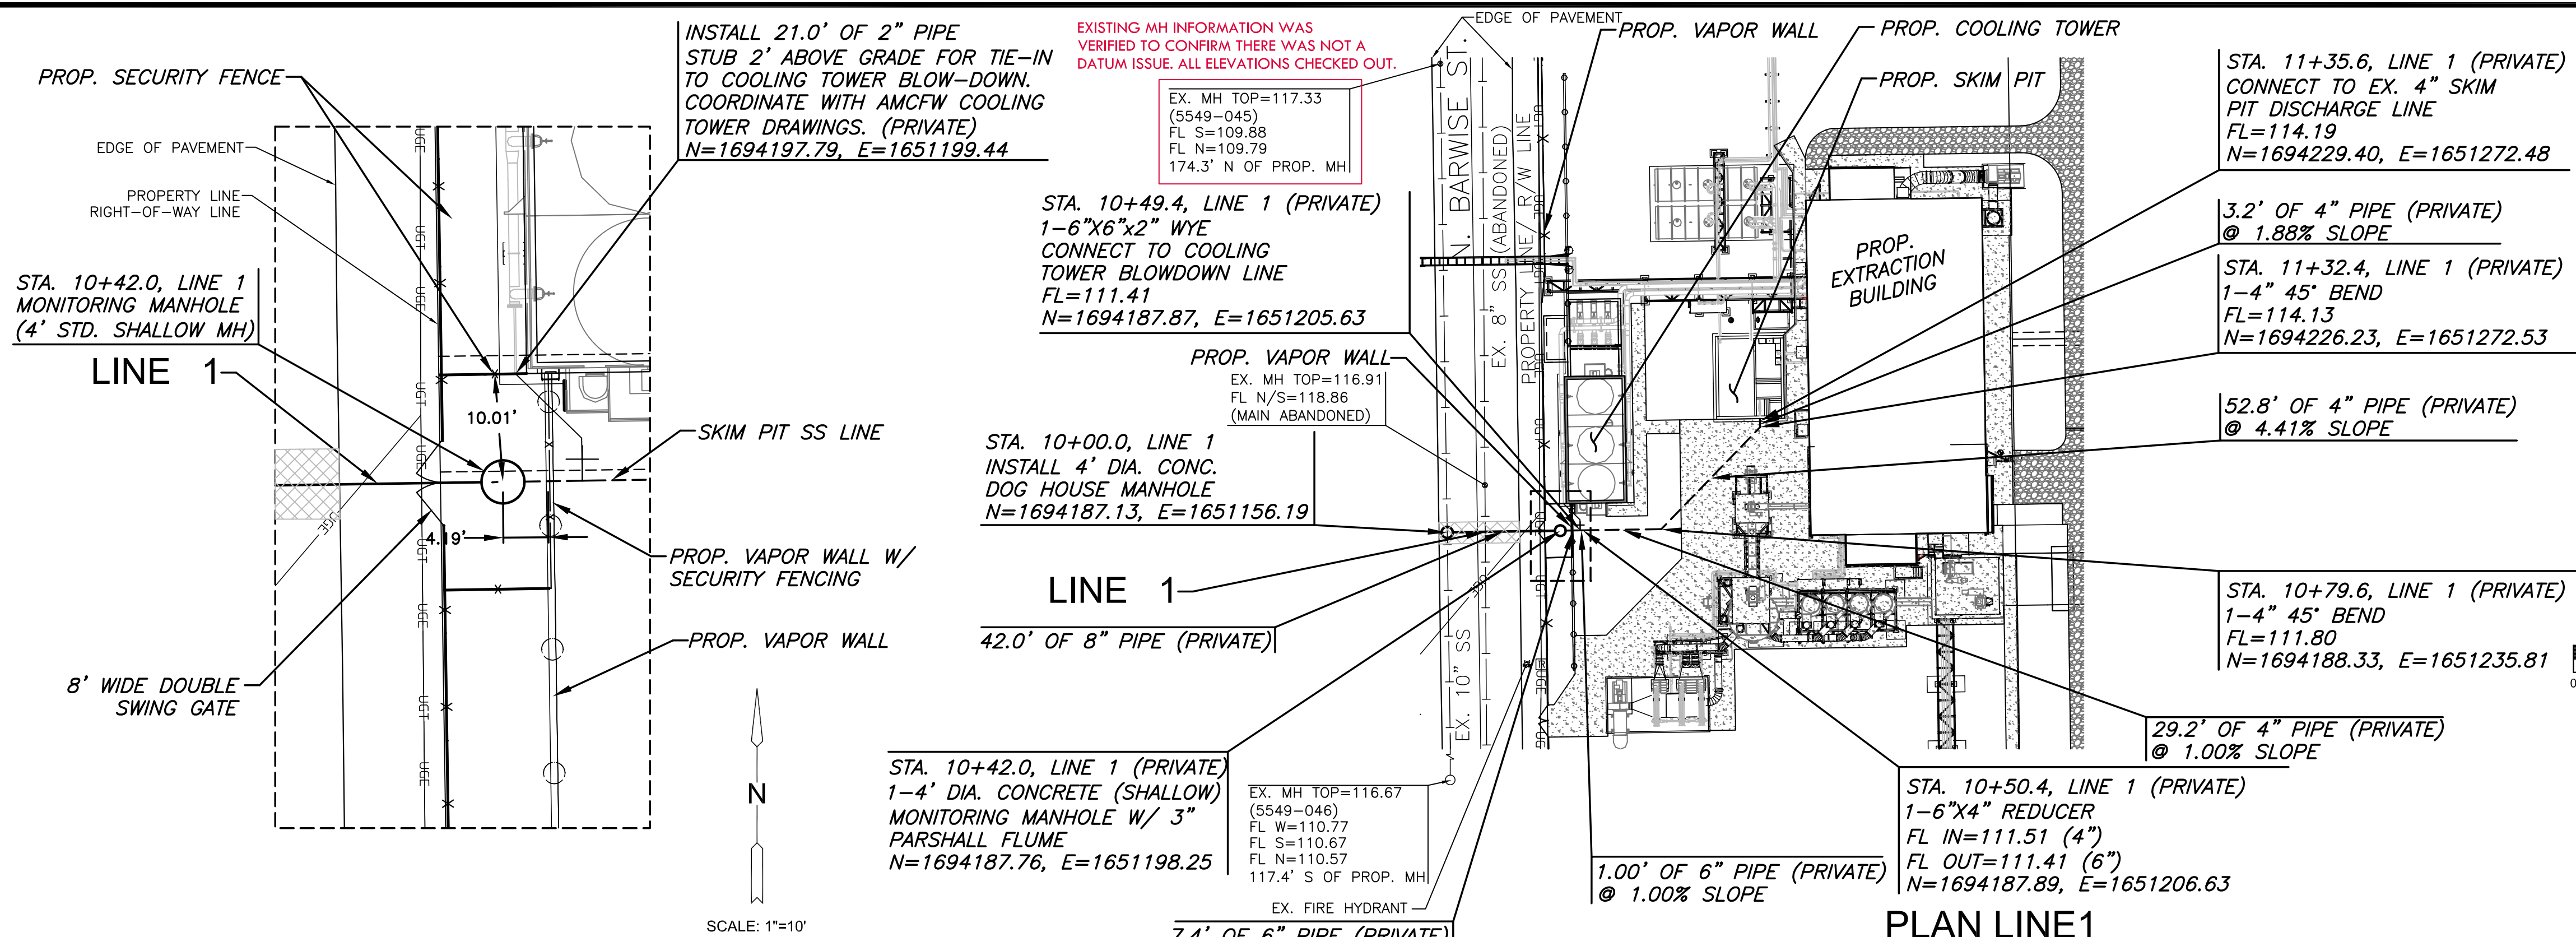 PROP. SECURITY FENCE
EDGE OF PAVEMENT
PROPERTY LINE
RIGHT-OF-WAY LINE
STA. 10+42.0, LINE 1
MONITORING MANHOLE
(4' STD. SHALLOW MH)
LINE 1
8' WIDE DOUBLE
SWING GATE
UGE
UGT
UGE
UGE
UGT
UGE
UGT
UGE
UGE
10.01'
4.19'
INSTALL 21.0' OF 2" PIPE
STUB 2' ABOVE GRADE FOR TIE-IN
TO COOLING TOWER BLOW-DOWN.
COORDINATE WITH AMCFW COOLING
TOWER DRAWINGS. (PRIVATE)
N=1694197.79, E=1651199.44
SKIM PIT SS LINE
PROP. VAPOR WALL W/
SECURITY FENCING
PROP. VAPOR WALL
N
SCALE: 1"=10'
EXISTING MH INFORMATION WAS
VERIFIED TO CONFIRM THERE WAS NOT A
DATUM ISSUE. ALL ELEVATIONS CHECKED OUT.
EX. MH TOP=117.33
(5549-045)
FL S=109.88
FL N=109.79
174.3' N OF PROP. MH
EDGE OF PAVEMENT
PROP. VAPOR WALL
PROP. COOLING TOWER
PROP. SKIM PIT
STA. 10+49.4, LINE 1 (PRIVATE)
1-6"X6"x2" WYE
CONNECT TO COOLING
TOWER BLOWDOWN LINE
FL=111.41
N=1694187.87, E=1651205.63
PROP. VAPOR WALL
EX. MH TOP=116.91
FL N/S=118.86
(MAIN ABANDONED)
STA. 10+00.0, LINE 1
INSTALL 4' DIA. CONC.
DOG HOUSE MANHOLE
N=1694187.13, E=1651156.19
LINE 1
42.0' OF 8" PIPE (PRIVATE)
STA. 10+42.0, LINE 1 (PRIVATE)
1-4' DIA. CONCRETE (SHALLOW)
MONITORING MANHOLE W/ 3"
PARSHALL FLUME
N=1694187.76, E=1651198.25
EX. MH TOP=116.67
(5549-046)
FL W=110.77
FL S=110.67
FL N=110.57
117.4' S OF PROP. MH
EX. FIRE HYDRANT
7.4' OF 6" PIPE (PRIVATE)
N. BARWISE ST.
EX. 8" SS (ABANDONED)
PROPERTY LINE/R/W LINE
EX. 10" SS
UGE
PROP.
EXTRACTION
BUILDING
STA. 11+35.6, LINE 1 (PRIVATE)
CONNECT TO EX. 4" SKIM
PIT DISCHARGE LINE
FL=114.19
N=1694229.40, E=1651272.48
3.2' OF 4" PIPE (PRIVATE)
@ 1.88% SLOPE
STA. 11+32.4, LINE 1 (PRIVATE)
1-4" 45° BEND
FL=114.13
N=1694226.23, E=1651272.53
52.8' OF 4" PIPE (PRIVATE)
@ 4.41% SLOPE
STA. 10+79.6, LINE 1 (PRIVATE)
1-4" 45° BEND
FL=111.80
N=1694188.33, E=1651235.81
0
29.2' OF 4" PIPE (PRIVATE)
@ 1.00% SLOPE
STA. 10+50.4, LINE 1 (PRIVATE)
1-6"X4" REDUCER
FL IN=111.51 (4")
FL OUT=111.41 (6")
N=1694187.89, E=1651206.63
1.00' OF 6" PIPE (PRIVATE)
@ 1.00% SLOPE
PLAN LINE1